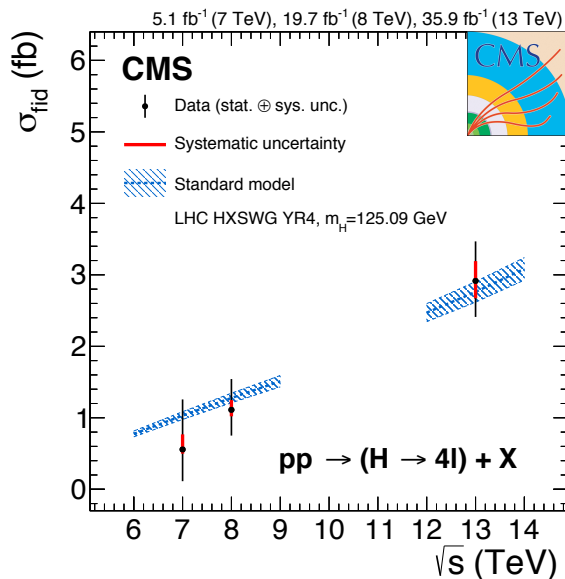 5.1 fb⁻¹ (7 TeV), 19.7 fb⁻¹ (8 TeV), 35.9 fb⁻¹ (13 TeV)
σfid (fb)
CMS
CMS
Data (stat. ⊕ sys. unc.)
Systematic uncertainty
Standard model
LHC HXSWG YR4, mH=125.09 GeV
6
5
4
3
2
1
0
pp → (H → 4l) + X
6 7 8 9 10 11 12 13 14
√s (TeV)